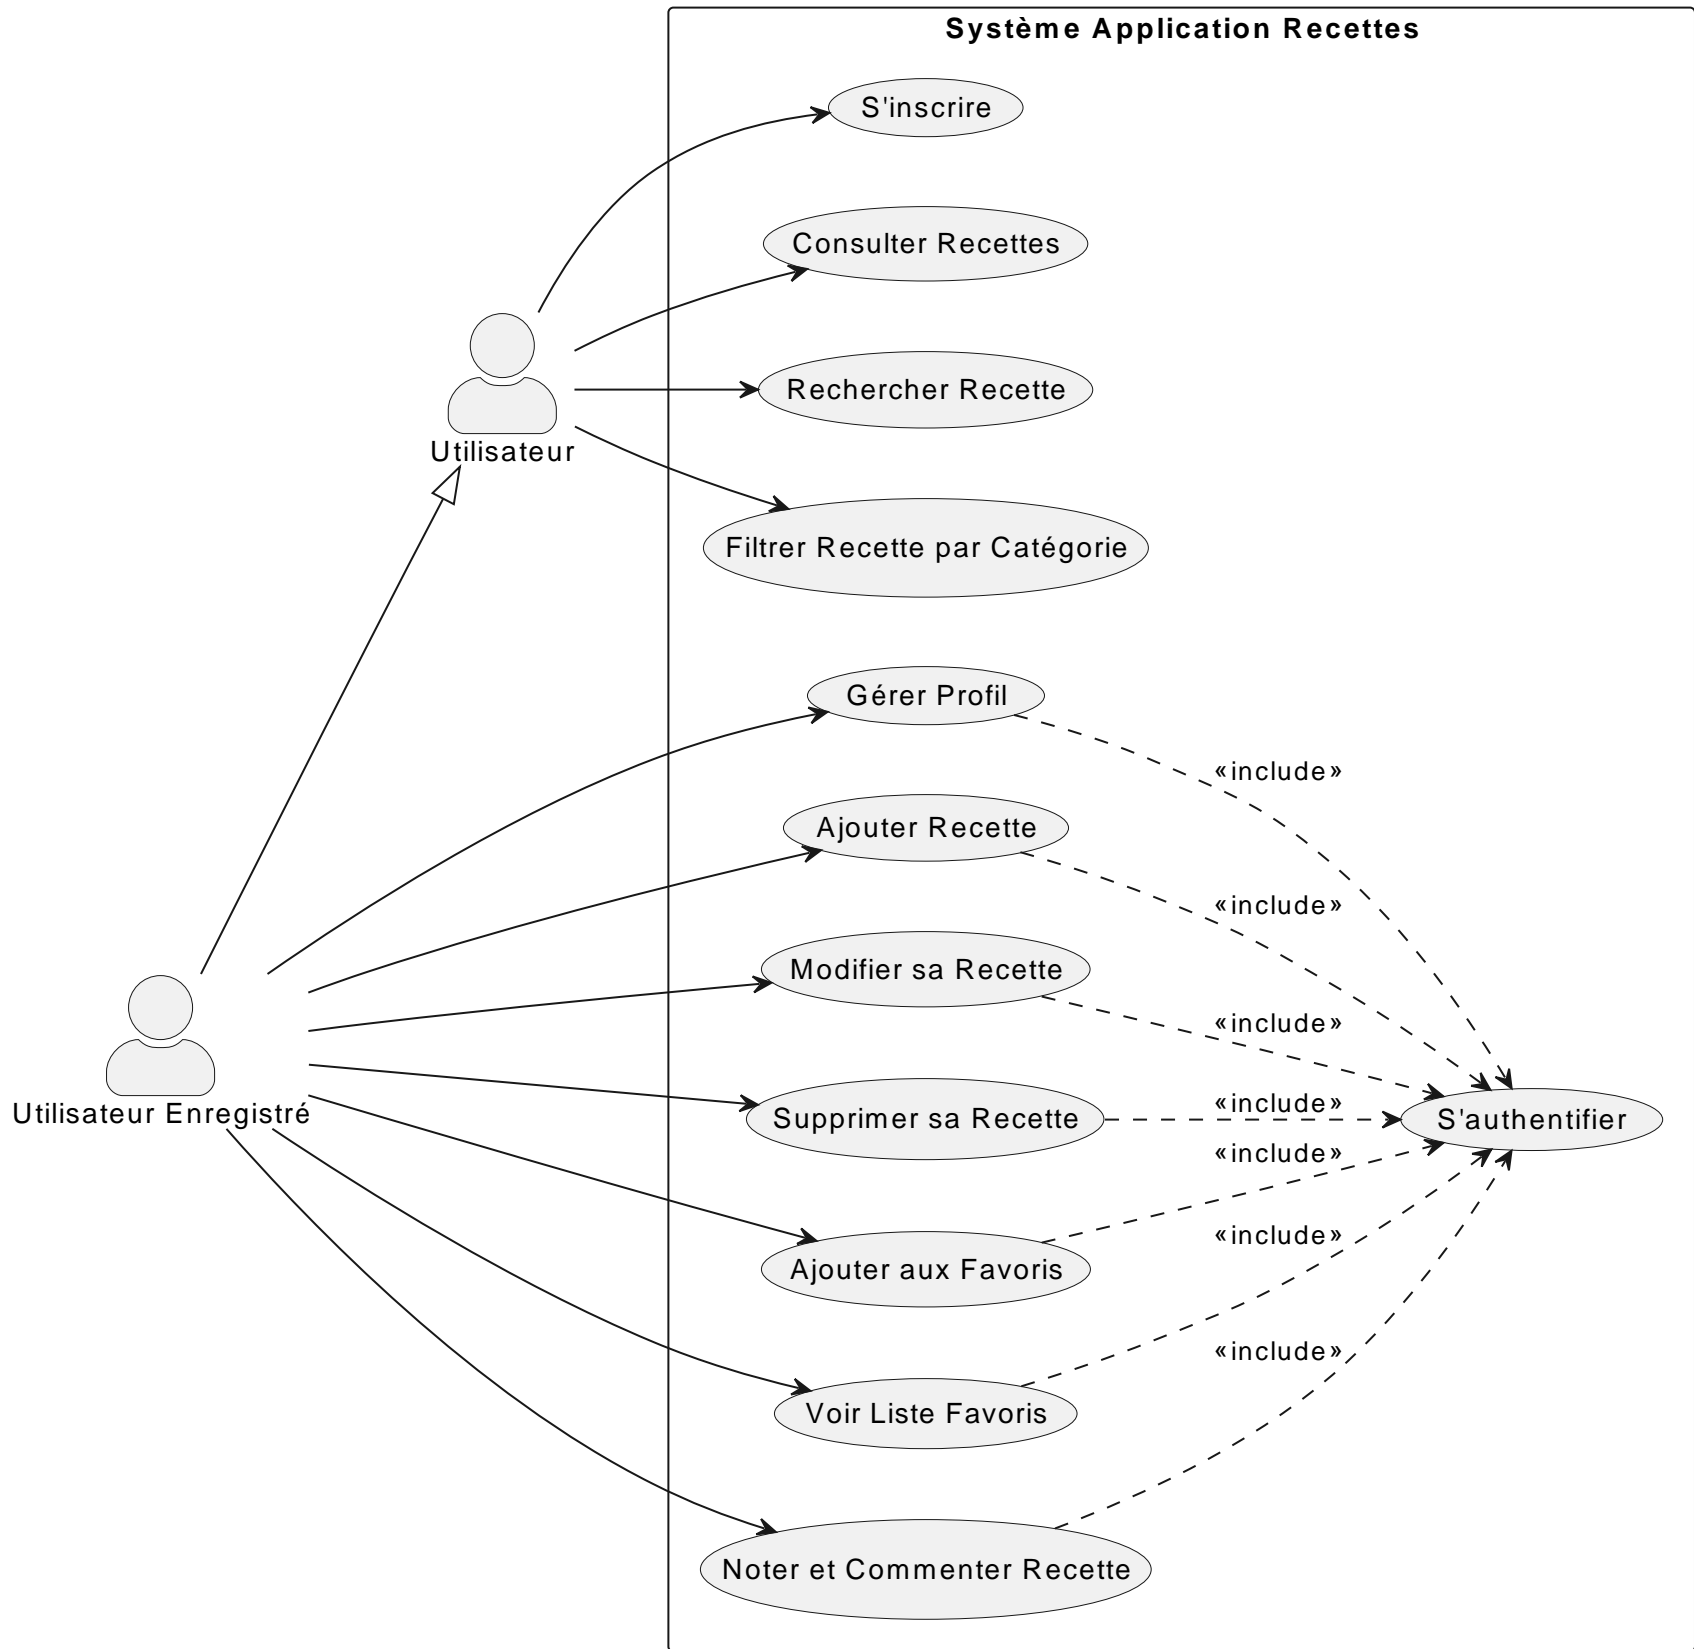 Système Application Recettes
S'inscrire
Consulter Recettes
Rechercher Recette
Utilisateur
Filtrer Recette par Catégorie
Gérer Profil
«include»
Ajouter Recette
«include»
Modifier sa Recette
«include»
«include»
Utilisateur Enregistré
Supprimer sa Recette
S'authentifier
«include»
«include»
Ajouter aux Favoris
«include»
Voir Liste Favoris
Noter et Commenter Recette